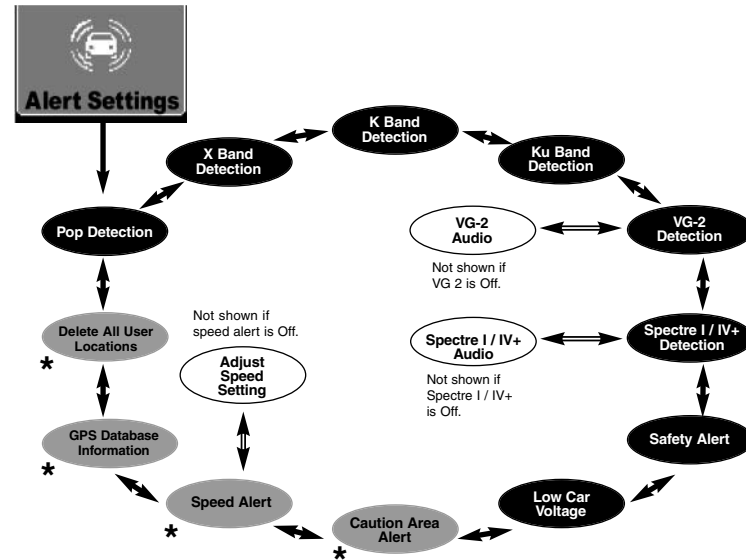 Alert Settings
K Band
Detection
X Band
Detection
Ku Band
Detection
Pop Detection
VG-2
Audio
VG-2
Detection
Not shown if
VG 2 is Off.
Not shown if
speed alert is Off.
Delete All User
Locations
*
Spectre I / IV+
Audio
Spectre I / IV+
Detection
Adjust
Speed
Setting
Not shown if
Spectre I / IV+
is Off.
GPS Database
Information
*
Safety Alert
Speed Alert
*
Low Car
Voltage
Caution Area
Alert
*